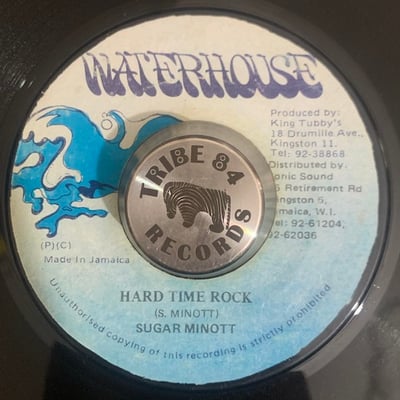 WATERHOUSE
Produced by:
King Tubby's
18 Drumille Ave.,
Kingston 11.
Tel: 92-38868
Distributed by:
onic Sound
Retirement Rd
ingston 5,
maica, W.I.
el: 92-61204,
92-62036
TRIBE 84
RECORDS
(P)(C)
Made in Jamaica
HARD TIME ROCK
(S. MINOTT)
SUGAR MINOTT
Unauthorised copying of this recording is strictly prohibited